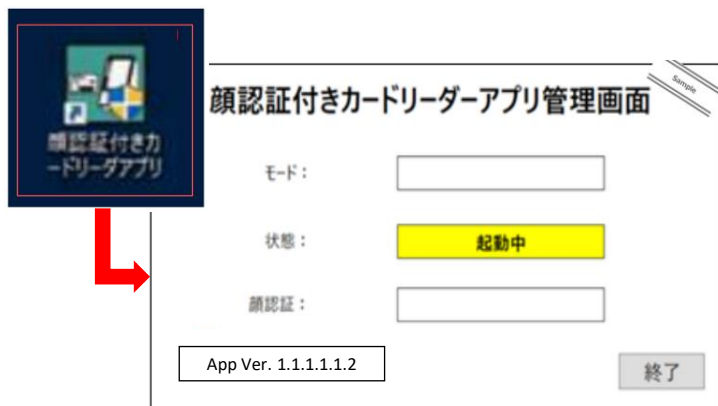 顔認証付きカ
ードリーダアプリ
Sample
顔認証付きカードリーダーアプリ管理画面
モード：
状態：
起動中
顔認証：
App Ver. 1.1.1.1.1.2
終了